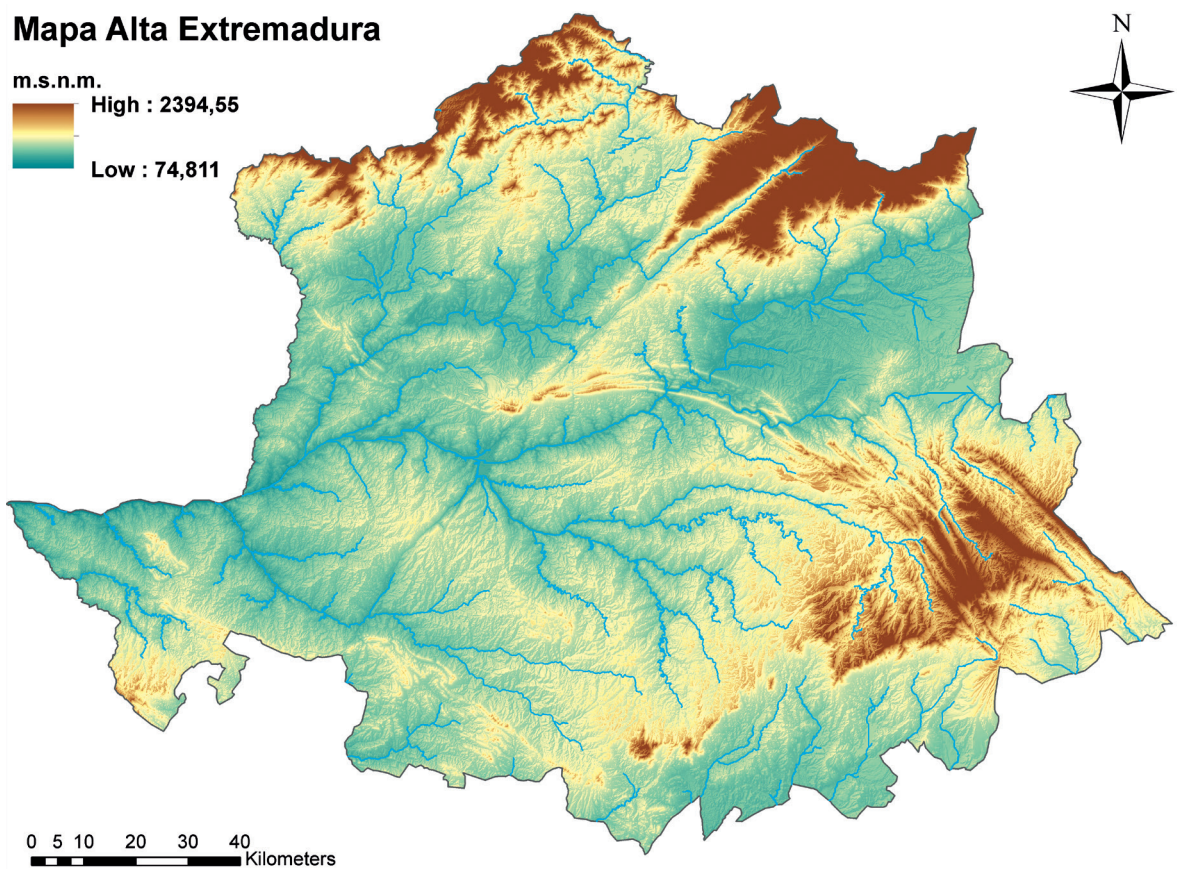 Mapa Alta Extremadura
m.s.n.m.
High : 2394,55
Low : 74,811
N
0 5 10 20 30 40
Kilometers